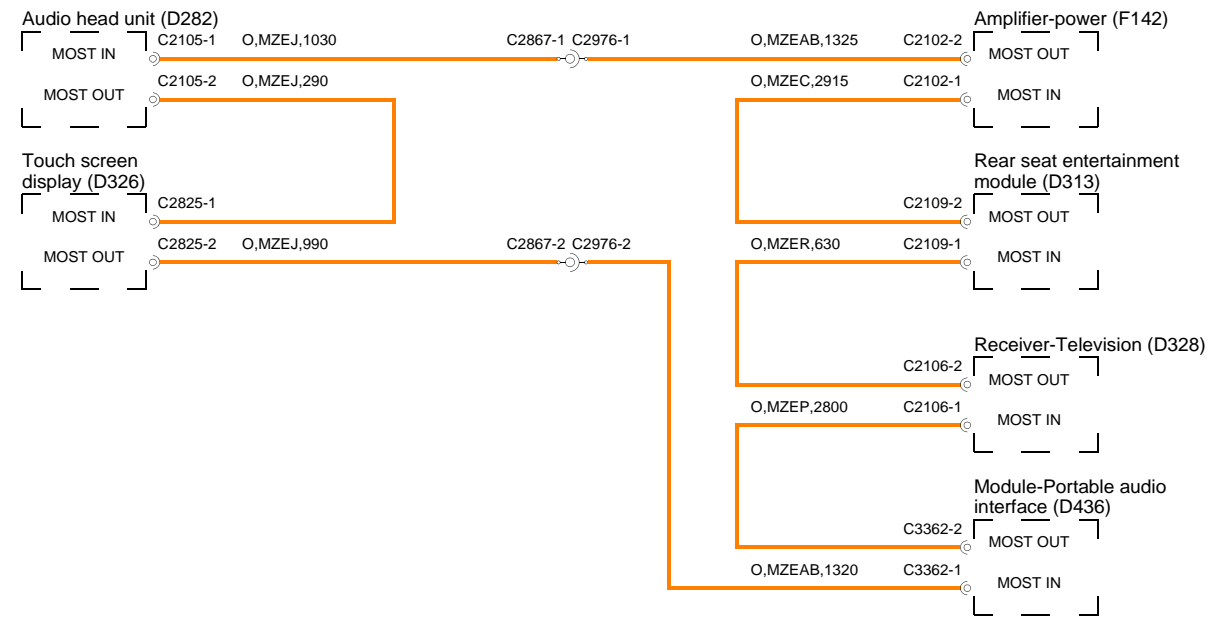 Audio head unit (D282)
MOST IN
C2105-1 O,MZEJ,1030 C2867-1 C2976-1 O,MZEAB,1325 C2102-2
MOST OUT
C2105-2 O,MZEJ,290
Amplifier-power (F142)
MOST OUT
O,MZEC,2915 C2102-1
MOST IN
Touch screen
display (D326)
MOST IN
C2825-1
MOST OUT
C2825-2 O,MZEJ,990 C2867-2 C2976-2
Rear seat entertainment
module (D313)
C2109-2
MOST OUT
O,MZER,630 C2109-1
MOST IN
Receiver-Television (D328)
C2106-2
MOST OUT
O,MZEP,2800 C2106-1
MOST IN
Module-Portable audio
interface (D436)
C3362-2
MOST OUT
O,MZEAB,1320 C3362-1
MOST IN